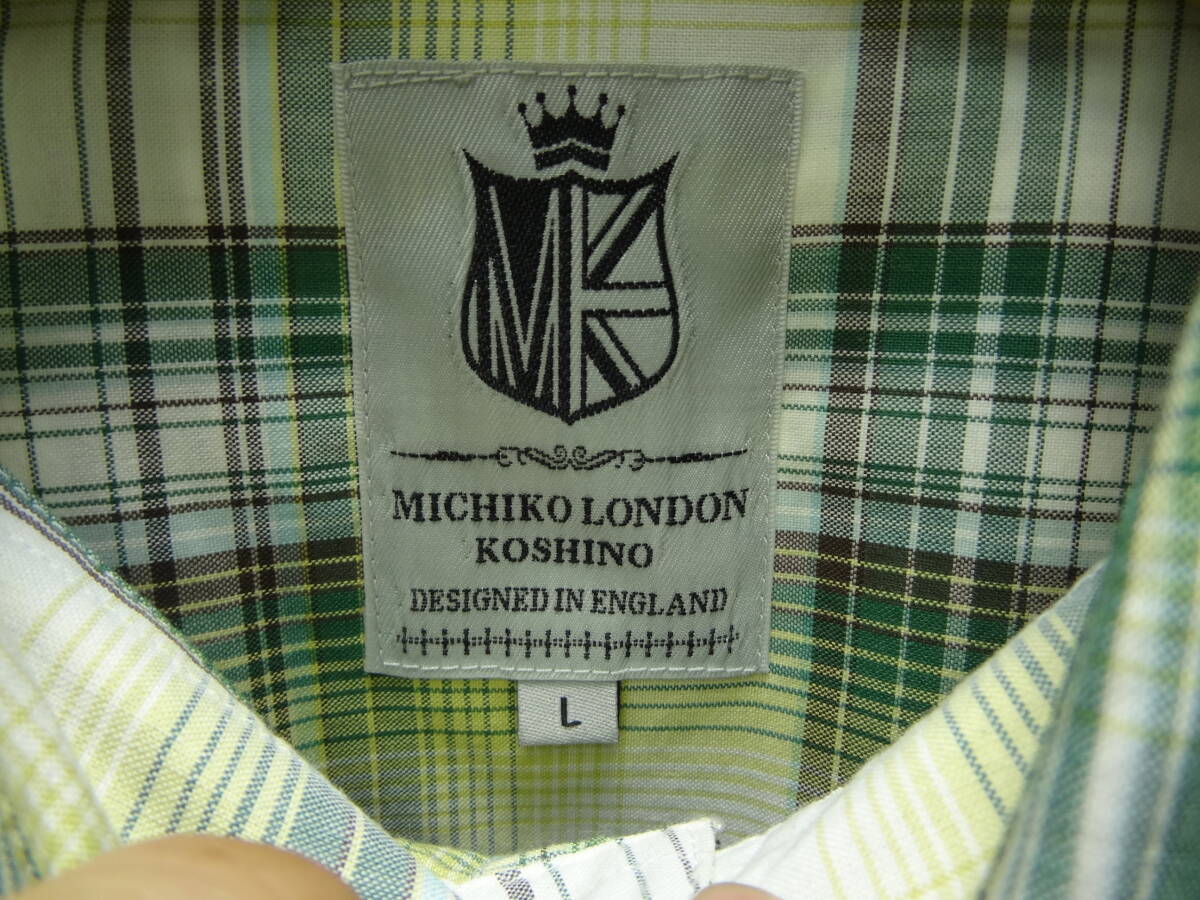 MK
MICHIKO LONDON
KOSHINO
DESIGNED IN ENGLAND
L